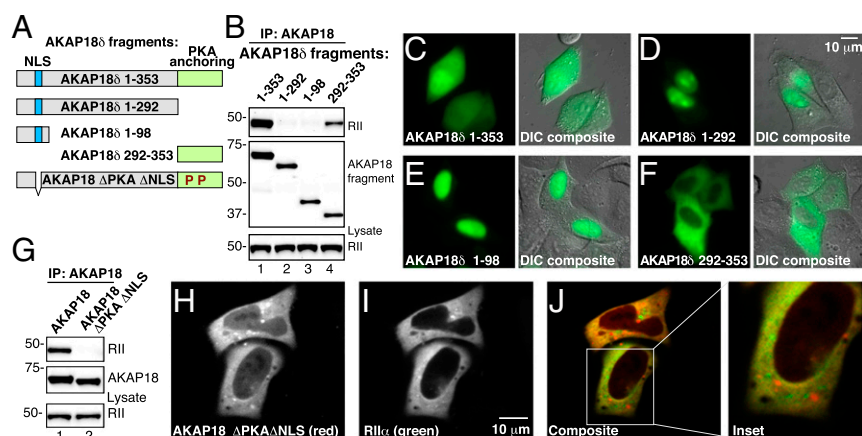 A
AKAP18δ fragments:
NLS
PKA
anchoring
AKAP18δ 1-353
AKAP18δ 1-292
AKAP18δ 1-98
AKAP18δ 292-353
AKAP18 ΔPKA ΔNLS
P P
B
IP: AKAP18
AKAP18δ fragments:
1-353
1-292
1-98
292-353
50-
RII
75-
AKAP18
fragment
50-
37-
Lysate
50-
RII
1 2 3 4
C
AKAP18δ 1-353
DIC composite
D
10 μm
AKAP18δ 1-292
DIC composite
E
AKAP18δ 1-98
DIC composite
F
AKAP18δ 292-353
DIC composite
G
IP: AKAP18
AKAP18
AKAP18
ΔPKA ΔNLS
50-
RII
75-
AKAP18
Lysate
50-
RII
1 2
H
AKAP18 ΔPKAΔNLS (red)
I
RIIα (green)
10 μm
J
Composite
Inset